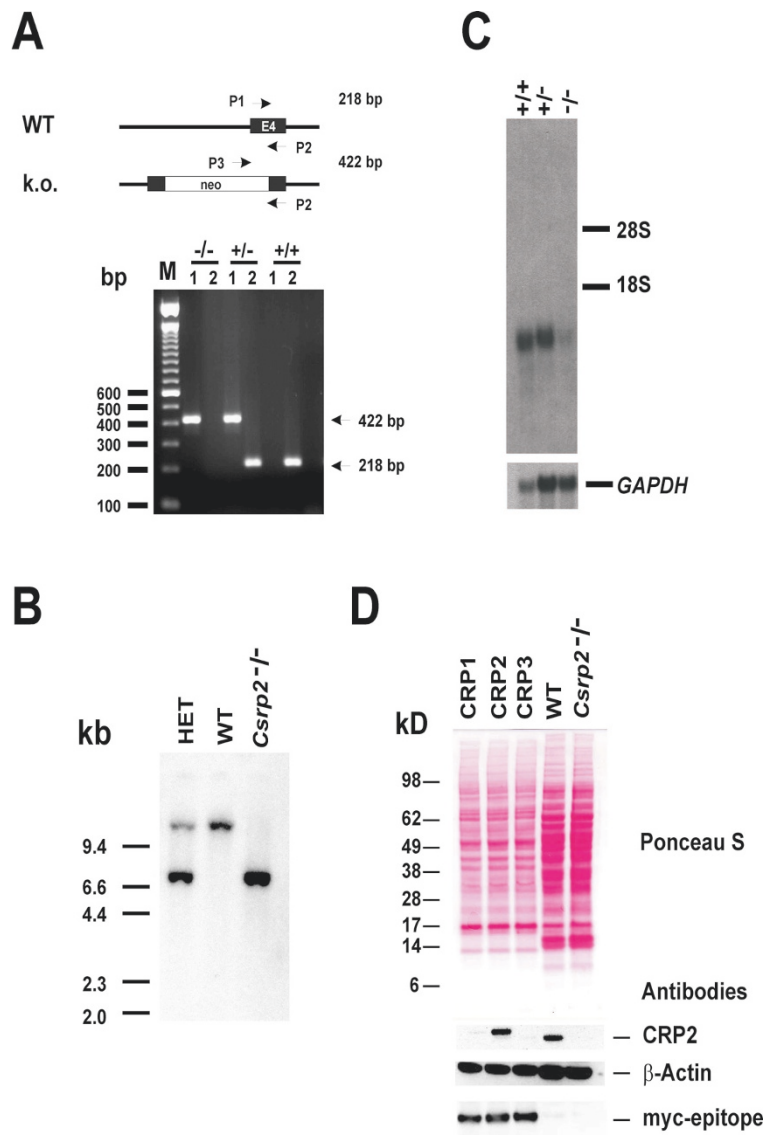 A
P1
218 bp
WT
E4
P2
P3
422 bp
k.o.
neo
P2
-/- +/- +/+
bp M 1 2 1 2 1 2
600
500
400
300
200
100
422 bp
218 bp
C
+/+ +/- -/-
28S
18S
GAPDH
B
HET WT Csrp2-/-
kb
9.4
6.6
4.4
2.3
2.0
D
CRP1 CRP2 CRP3 WT Csrp2-/-
kD
98
62
49
38
28
17
14
6
Ponceau S
Antibodies
CRP2
β-Actin
myc-epitope